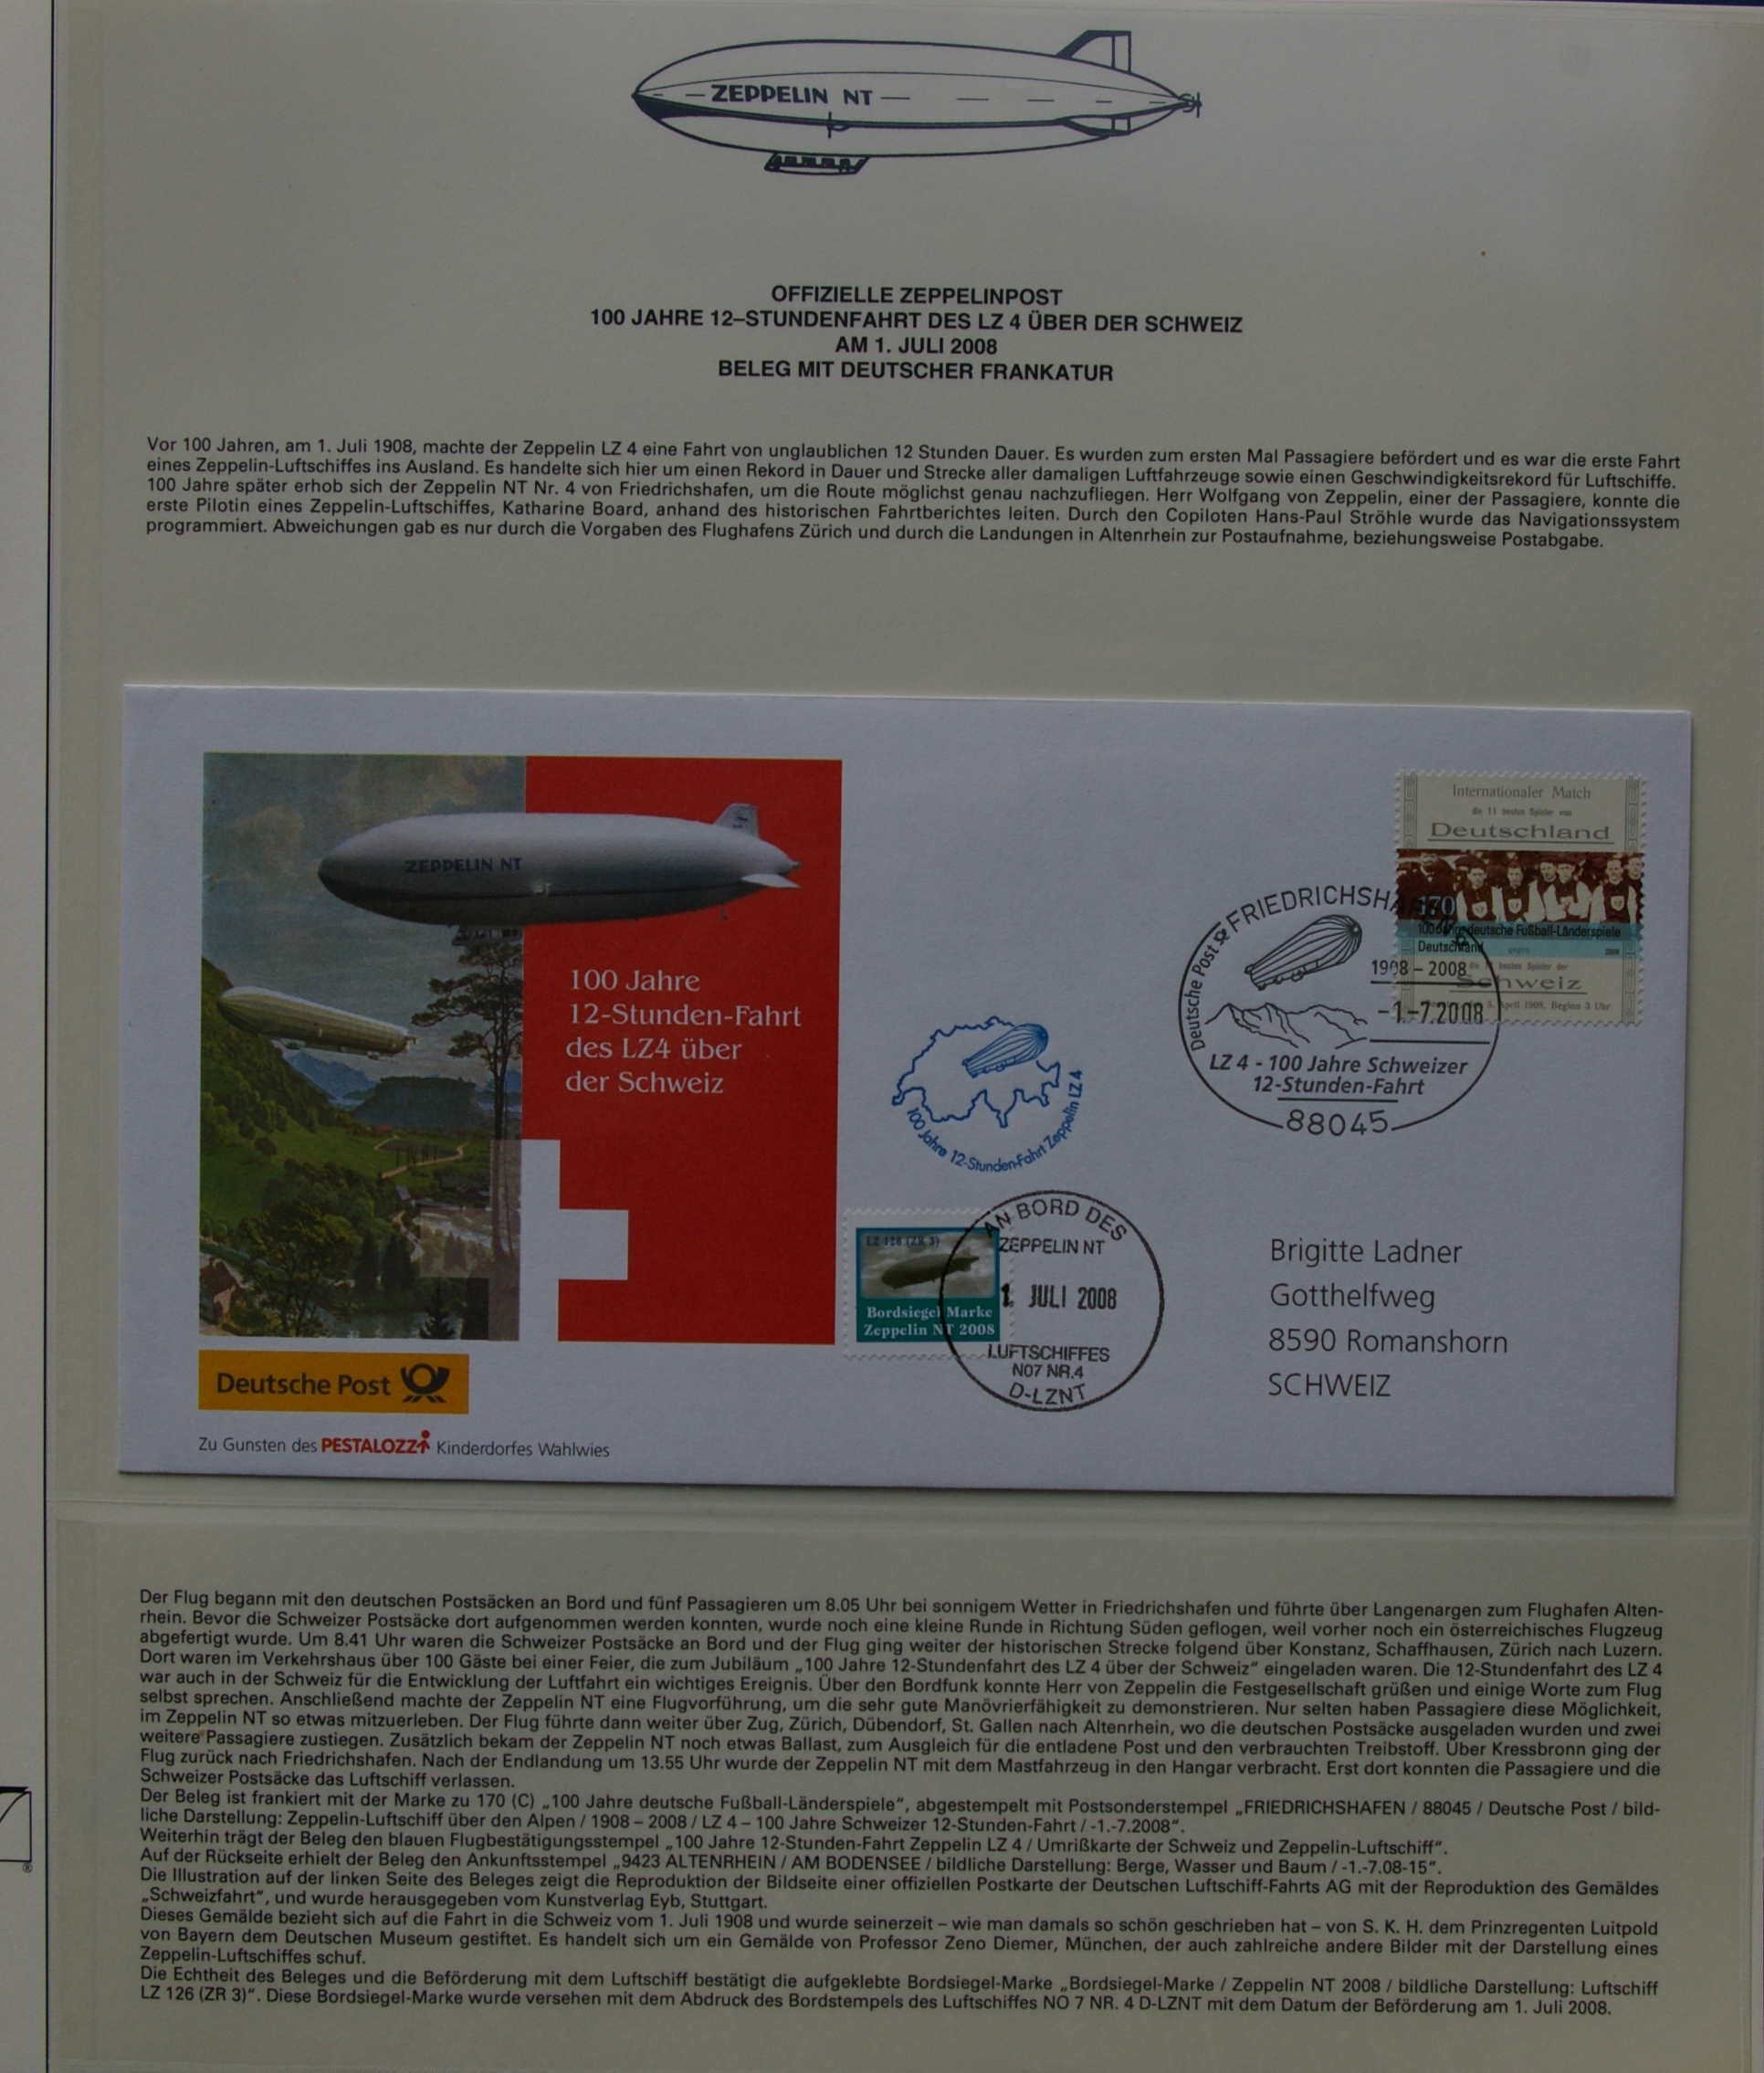 ZEPPELIN NT
OFFIZIELLE ZEPPELINPOST
100 JAHRE 12–STUNDENFAHRT DES LZ 4 ÜBER DER SCHWEIZ
AM 1. JULI 2008
BELEG MIT DEUTSCHER FRANKATUR
Vor 100 Jahren, am 1. Juli 1908, machte der Zeppelin LZ 4 eine Fahrt von unglaublichen 12 Stunden Dauer. Es wurden zum ersten Mal Passagiere befördert und es war die erste Fahrt
eines Zeppelin-Luftschiffes ins Ausland. Es handelte sich hier um einen Rekord in Dauer und Strecke aller damaligen Luftfahrzeuge sowie einen Geschwindigkeitsrekord für Luftschiffe.
100 Jahre später erhob sich der Zeppelin NT Nr. 4 von Friedrichshafen, um die Route möglichst genau nachzufliegen. Herr Wolfgang von Zeppelin, einer der Passagiere, konnte die
erste Pilotin eines Zeppelin-Luftschiffes, Katharine Board, anhand des historischen Fahrtberichtes leiten. Durch den Copiloten Hans-Paul Ströhle wurde das Navigationssystem
programmiert. Abweichungen gab es nur durch die Vorgaben des Flughafens Zürich und durch die Landungen in Altenrhein zur Postaufnahme, beziehungsweise Postabgabe.
ZEPPELIN NT
100 Jahre
12-Stunden-Fahrt
des LZ4 über
der Schweiz
Deutsche Post
Zu Gunsten des PESTALOZZI Kinderdorfes Wahlwies
100 Jahre 12-Stunden-Fahrt Zeppelin LZ 4
LZ 126 (ZR 3)
Bordsiegel Marke
Zeppelin NT 2008
AN BORD DES
ZEPPELIN NT
1. JULI 2008
LUFTSCHIFFES
N07 NR.4
D-LZNT
Internationaler Match
die 11 besten Spieler von
Deutschland
170
100 Jahre deutsche Fußball-Länderspiele
Deutschland
2008
die besten Spieler der
Schweiz
5. April 1908, Beginn 3 Uhr
Deutsche Post FRIEDRICHSHAFEN
1908 – 2008
-1.-7.2008
LZ 4 - 100 Jahre Schweizer
12-Stunden-Fahrt
88045
Brigitte Ladner
Gotthelfweg
8590 Romanshorn
SCHWEIZ
Der Flug begann mit den deutschen Postsäcken an Bord und fünf Passagieren um 8.05 Uhr bei sonnigem Wetter in Friedrichshafen und führte über Langenargen zum Flughafen Alten-
rhein. Bevor die Schweizer Postsäcke dort aufgenommen werden konnten, wurde noch eine kleine Runde in Richtung Süden geflogen, weil vorher noch ein österreichisches Flugzeug
abgefertigt wurde. Um 8.41 Uhr waren die Schweizer Postsäcke an Bord und der Flug ging weiter der historischen Strecke folgend über Konstanz, Schaffhausen, Zürich nach Luzern.
Dort waren im Verkehrshaus über 100 Gäste bei einer Feier, die zum Jubiläum „100 Jahre 12-Stundenfahrt des LZ 4 über der Schweiz“ eingeladen waren. Die 12-Stundenfahrt des LZ 4
war auch in der Schweiz für die Entwicklung der Luftfahrt ein wichtiges Ereignis. Über den Bordfunk konnte Herr von Zeppelin die Festgesellschaft grüßen und einige Worte zum Flug
selbst sprechen. Anschließend machte der Zeppelin NT eine Flugvorführung, um die sehr gute Manövrierfähigkeit zu demonstrieren. Nur selten haben Passagiere diese Möglichkeit,
im Zeppelin NT so etwas mitzuerleben. Der Flug führte dann weiter über Zug, Zürich, Dübendorf, St. Gallen nach Altenrhein, wo die deutschen Postsäcke ausgeladen wurden und zwei
weitere Passagiere zustiegen. Zusätzlich bekam der Zeppelin NT noch etwas Ballast, zum Ausgleich für die entladene Post und den verbrauchten Treibstoff. Über Kressbronn ging der
Flug zurück nach Friedrichshafen. Nach der Endlandung um 13.55 Uhr wurde der Zeppelin NT mit dem Mastfahrzeug in den Hangar verbracht. Erst dort konnten die Passagiere und die
Schweizer Postsäcke das Luftschiff verlassen.
Der Beleg ist frankiert mit der Marke zu 170 (C) „100 Jahre deutsche Fußball-Länderspiele“, abgestempelt mit Postsonderstempel „FRIEDRICHSHAFEN / 88045 / Deutsche Post / bild-
liche Darstellung: Zeppelin-Luftschiff über den Alpen / 1908 – 2008 / LZ 4 – 100 Jahre Schweizer 12-Stunden-Fahrt / -1.-7.2008“.
Weiterhin trägt der Beleg den blauen Flugbestätigungsstempel „100 Jahre 12-Stunden-Fahrt Zeppelin LZ 4 / Umrißkarte der Schweiz und Zeppelin-Luftschiff“.
Auf der Rückseite erhielt der Beleg den Ankunftsstempel „9423 ALTENRHEIN / AM BODENSEE / bildliche Darstellung: Berge, Wasser und Baum / -1.-7.08-15“.
Die Illustration auf der linken Seite des Beleges zeigt die Reproduktion der Bildseite einer offiziellen Postkarte der Deutschen Luftschiff-Fahrts AG mit der Reproduktion des Gemäldes
„Schweizfahrt“, und wurde herausgegeben vom Kunstverlag Eyb, Stuttgart.
Dieses Gemälde bezieht sich auf die Fahrt in die Schweiz vom 1. Juli 1908 und wurde seinerzeit – wie man damals so schön geschrieben hat – von S. K. H. dem Prinzregenten Luitpold
von Bayern dem Deutschen Museum gestiftet. Es handelt sich um ein Gemälde von Professor Zeno Diemer, München, der auch zahlreiche andere Bilder mit der Darstellung eines
Zeppelin-Luftschiffes schuf.
Die Echtheit des Beleges und die Beförderung mit dem Luftschiff bestätigt die aufgeklebte Bordsiegel-Marke „Bordsiegel-Marke / Zeppelin NT 2008 / bildliche Darstellung: Luftschiff
LZ 126 (ZR 3)“. Diese Bordsiegel-Marke wurde versehen mit dem Abdruck des Bordstempels des Luftschiffes NO 7 NR. 4 D-LZNT mit dem Datum der Beförderung am 1. Juli 2008.
®